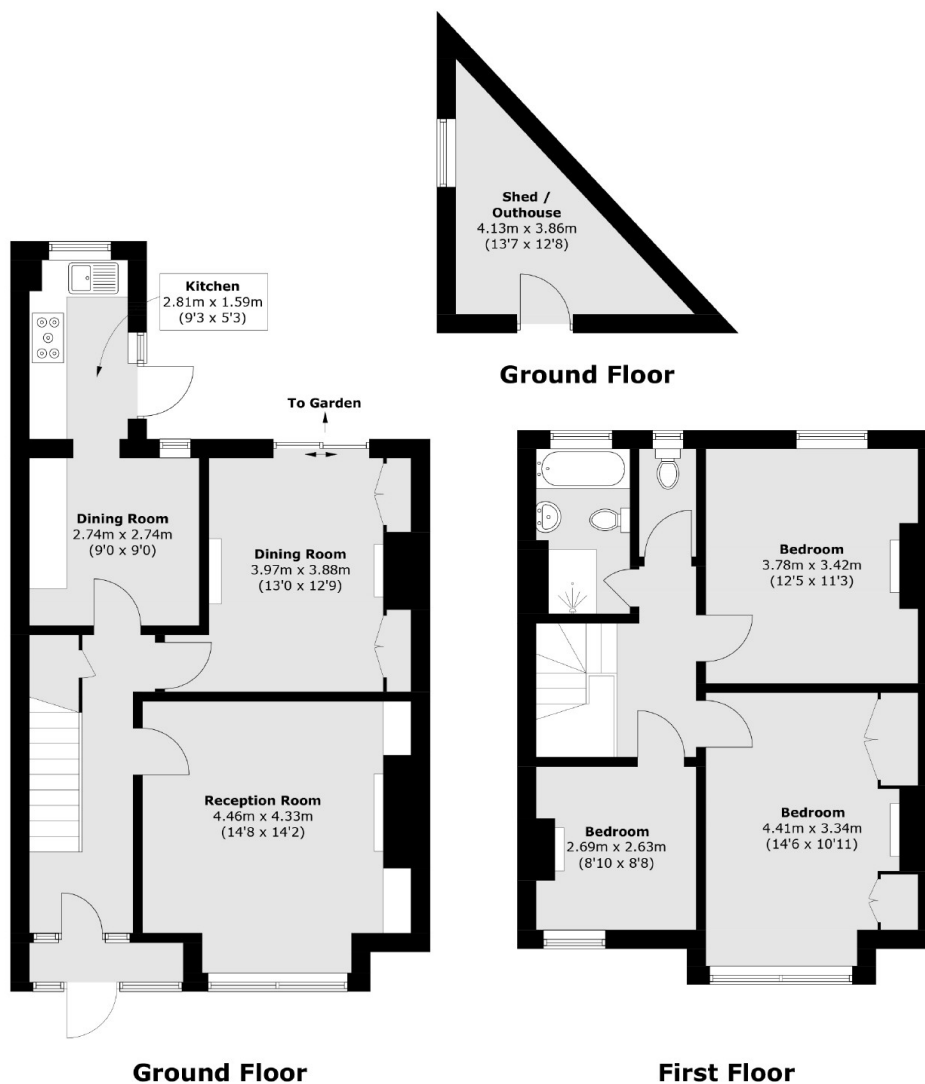 Shed /
Outhouse
4.13m x 3.86m
(13'7 x 12'8)
Ground Floor
Kitchen
2.81m x 1.59m
(9'3 x 5'3)
To Garden
Dining Room
2.74m x 2.74m
(9'0 x 9'0)
Dining Room
3.97m x 3.88m
(13'0 x 12'9)
Reception Room
4.46m x 4.33m
(14'8 x 14'2)
Ground Floor
Bedroom
3.78m x 3.42m
(12'5 x 11'3)
Bedroom
4.41m x 3.34m
(14'6 x 10'11)
Bedroom
2.69m x 2.63m
(8'10 x 8'8)
First Floor